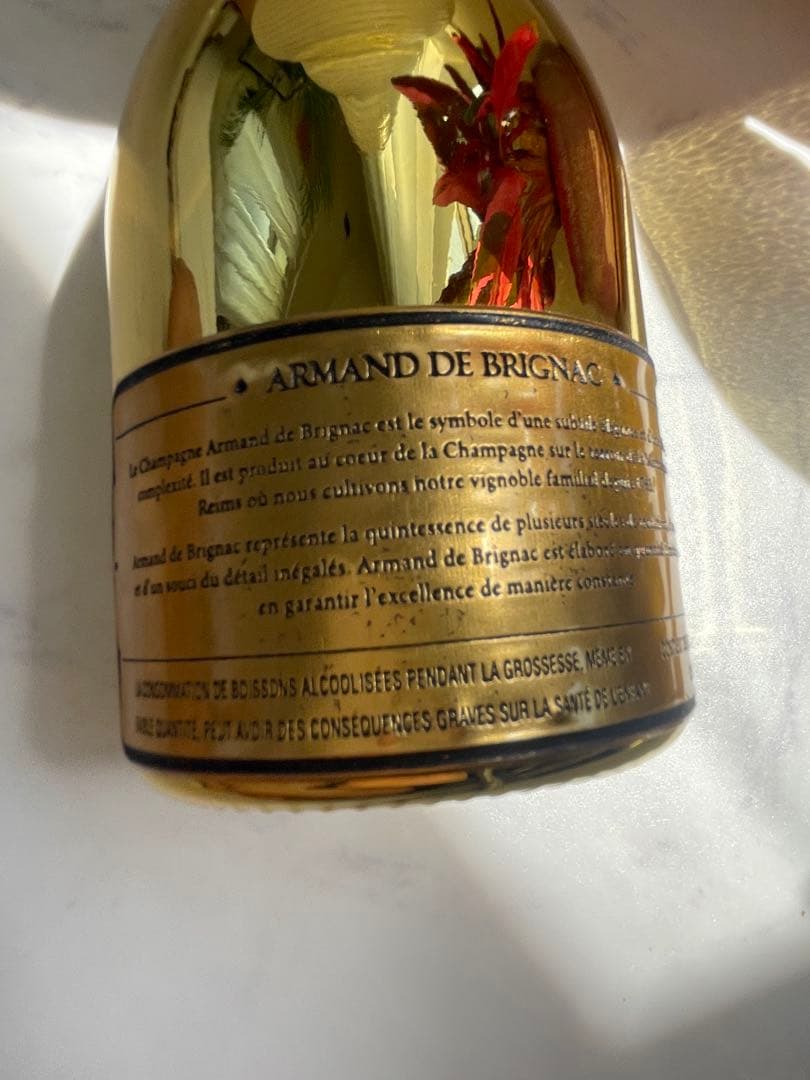 ARMAND DE BRIGNAC
Le Champagne Armand de Brignac est le symbole d'une subtile
complexité. Il est produit au coeur de la Champagne sur le
Reims où nous cultivons notre vignoble familial depuis
Armand de Brignac représente la quintessence de plusieurs
et d'un souci du détail inégalés. Armand de Brignac est élaboré
en garantir l'excellence de manière constante
LA CONSOMMATION DE BOISSONS ALCOOLISÉES PENDANT LA GROSSESSE, MÊME EN
FAIBLE QUANTITÉ, PEUT AVOIR DES CONSÉQUENCES GRAVES SUR LA SANTÉ DE L'ENFANT